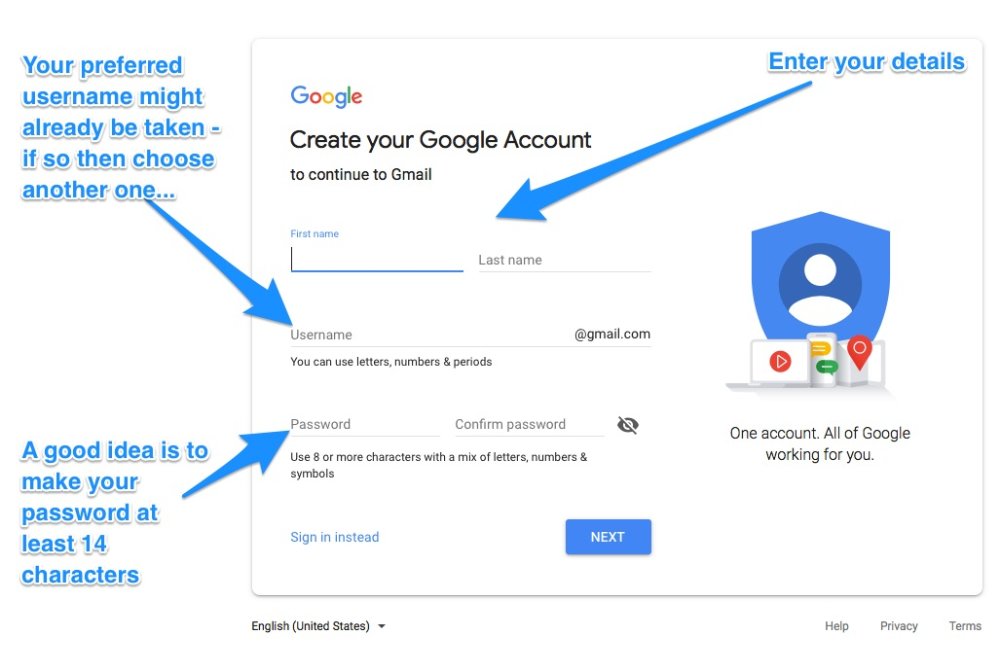 Your preferred
username might
already be taken -
if so then choose
another one...
Enter your details
Google
Create your Google Account
to continue to Gmail
First name
Last name
Username
@gmail.com
You can use letters, numbers & periods
Password
Confirm password
Use 8 or more characters with a mix of letters, numbers &
symbols
A good idea is to
make your
password at
least 14
characters
Sign in instead
NEXT
One account. All of Google
working for you.
English (United States)
Help
Privacy
Terms